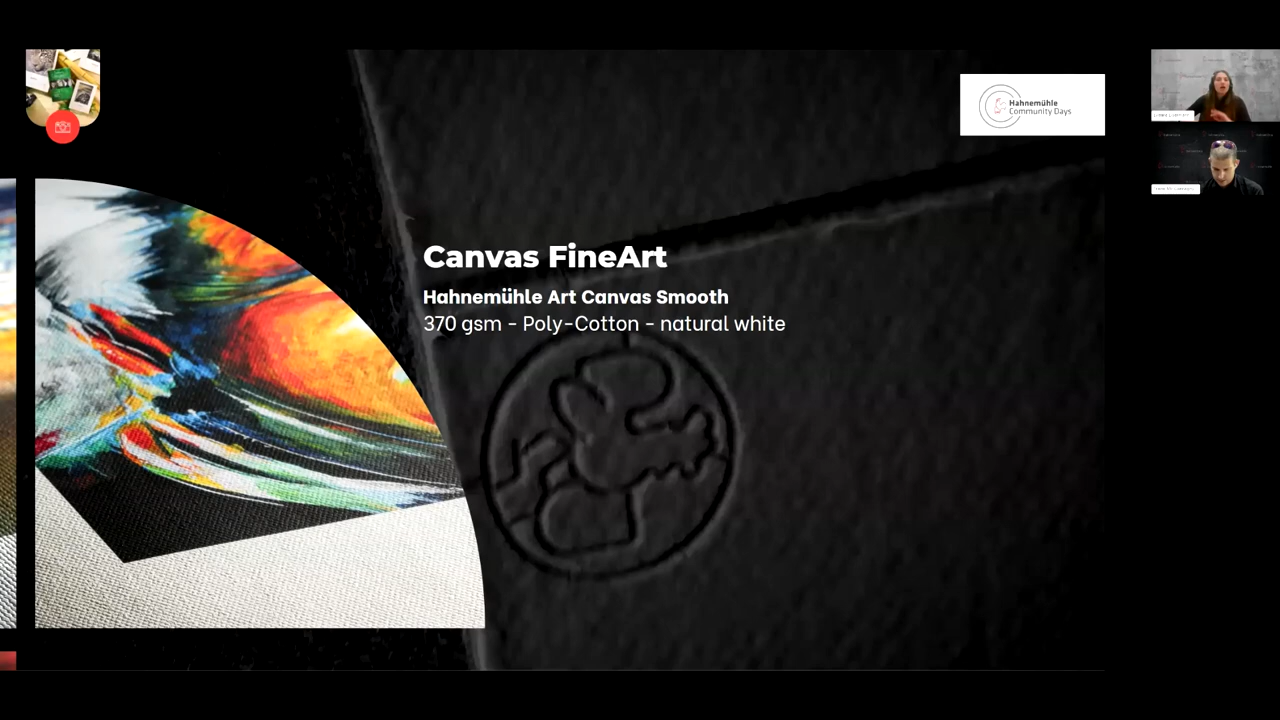 Hahnemühle
Community Days
Canvas FineArt
Hahnemühle Art Canvas Smooth
370 gsm - Poly-Cotton - natural white